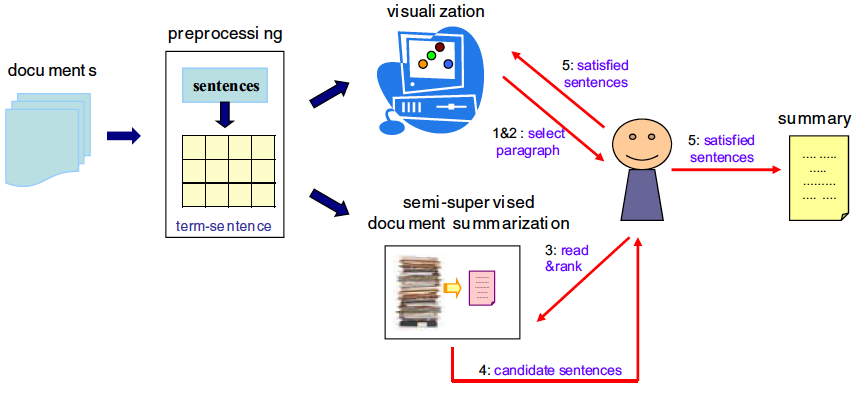 documents
preprocessing
sentences
term-sentence
visualization
5: satisfied
sentences
1&2 : select
paragraph
5: satisfied
sentences
summary
semi-supervised
document summarization
3: read
&rank
4: candidate sentences